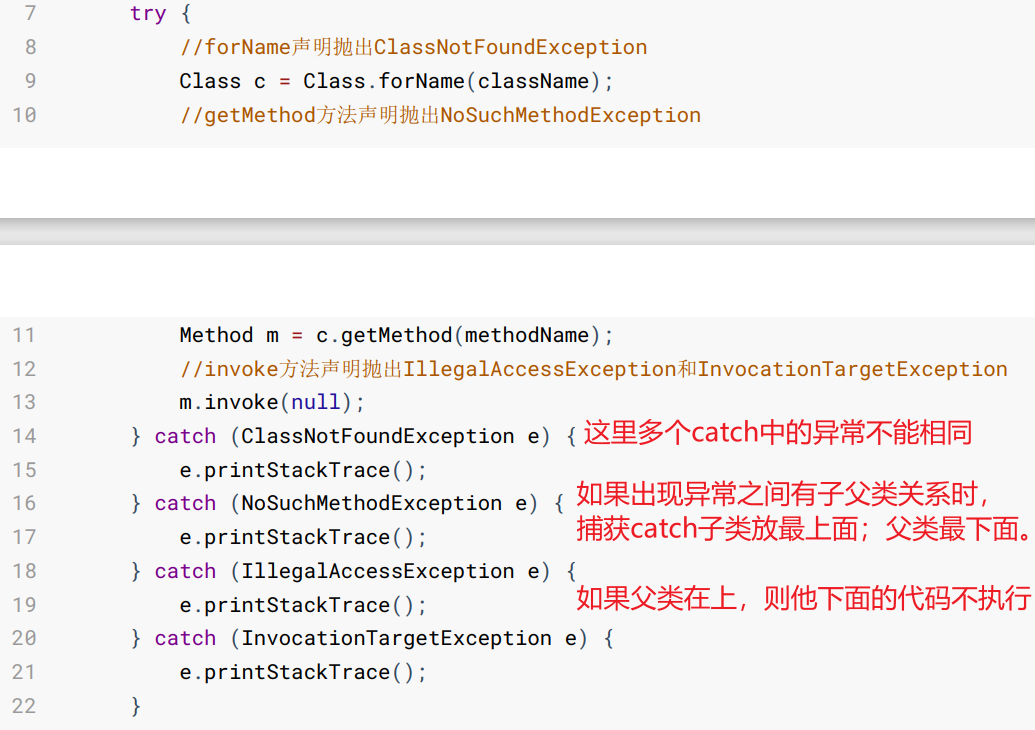 7 try {
8 //forName声明抛出ClassNotFoundException
9 Class c = Class.forName(className);
10 //getMethod方法声明抛出NoSuchMethodException
11 Method m = c.getMethod(methodName);
12 //invoke方法声明抛出IllegalAccessException和InvocationTargetException
13 m.invoke(null);
14 } catch (ClassNotFoundException e) { 这里多个catch中的异常不能相同
15 e.printStackTrace();
16 } catch (NoSuchMethodException e) { 如果出现异常之间有子父类关系时，
捕获catch子类放最上面；父类最下面。
17 e.printStackTrace();
18 } catch (IllegalAccessException e) {
19 e.printStackTrace(); 如果父类在上，则他下面的代码不执行
20 } catch (InvocationTargetException e) {
21 e.printStackTrace();
22 }